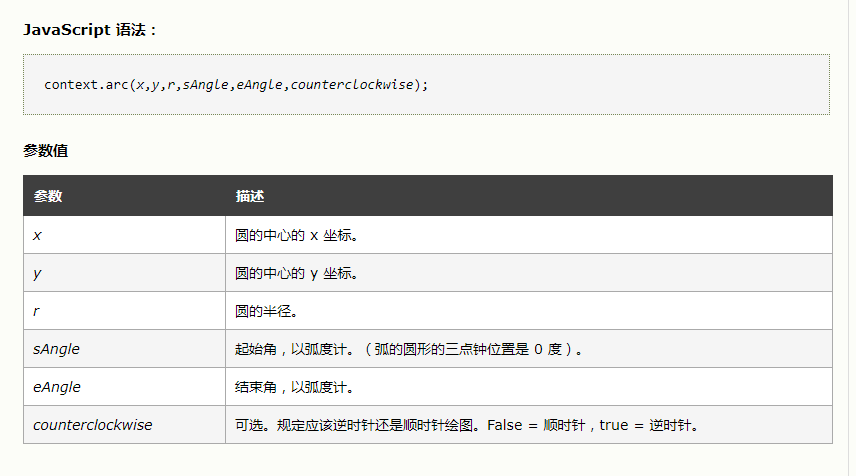 JavaScript 语法：
context.arc(x,y,r,sAngle,eAngle,counterclockwise);
参数值
参数 描述
x 圆的中心的 x 坐标。
y 圆的中心的 y 坐标。
r 圆的半径。
sAngle 起始角，以弧度计。（弧的圆形的三点钟位置是 0 度）。
eAngle 结束角，以弧度计。
counterclockwise 可选。规定应该逆时针还是顺时针绘图。False = 顺时针，true = 逆时针。